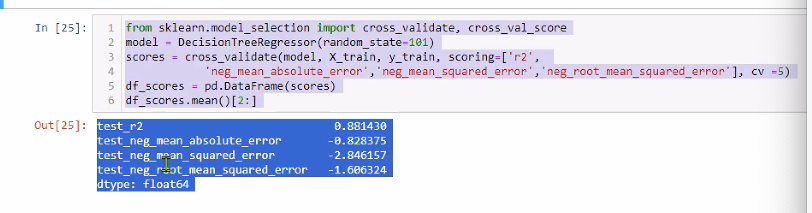 In [25]:
1 from sklearn.model_selection import cross_validate, cross_val_score
2 model = DecisionTreeRegressor(random_state=101)
3 scores = cross_validate(model, X_train, y_train, scoring=['r2',
4 'neg_mean_absolute_error','neg_mean_squared_error','neg_root_mean_squared_error'], cv =5)
5 df_scores = pd.DataFrame(scores)
6 df_scores.mean()[2:]
Out[25]:
test_r2 0.881430
test_neg_mean_absolute_error -0.828375
test_neg_mean_squared_error -2.846157
test_neg_root_mean_squared_error -1.606324
dtype: float64